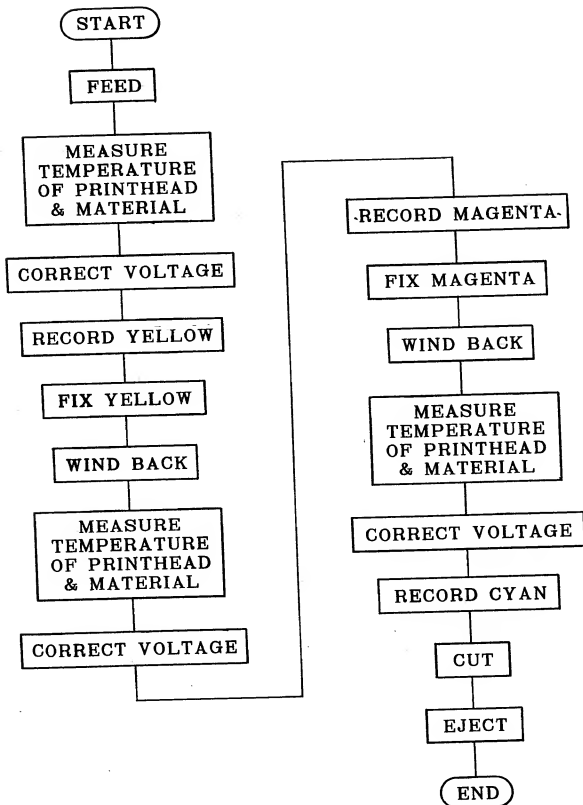 START
FEED
MEASURE
TEMPERATURE
OF PRINTHEAD
& MATERIAL
CORRECT VOLTAGE
RECORD YELLOW
FIX YELLOW
WIND BACK
MEASURE
TEMPERATURE
OF PRINTHEAD
& MATERIAL
CORRECT VOLTAGE
RECORD MAGENTA
FIX MAGENTA
WIND BACK
MEASURE
TEMPERATURE
OF PRINTHEAD
& MATERIAL
CORRECT VOLTAGE
RECORD CYAN
CUT
EJECT
END